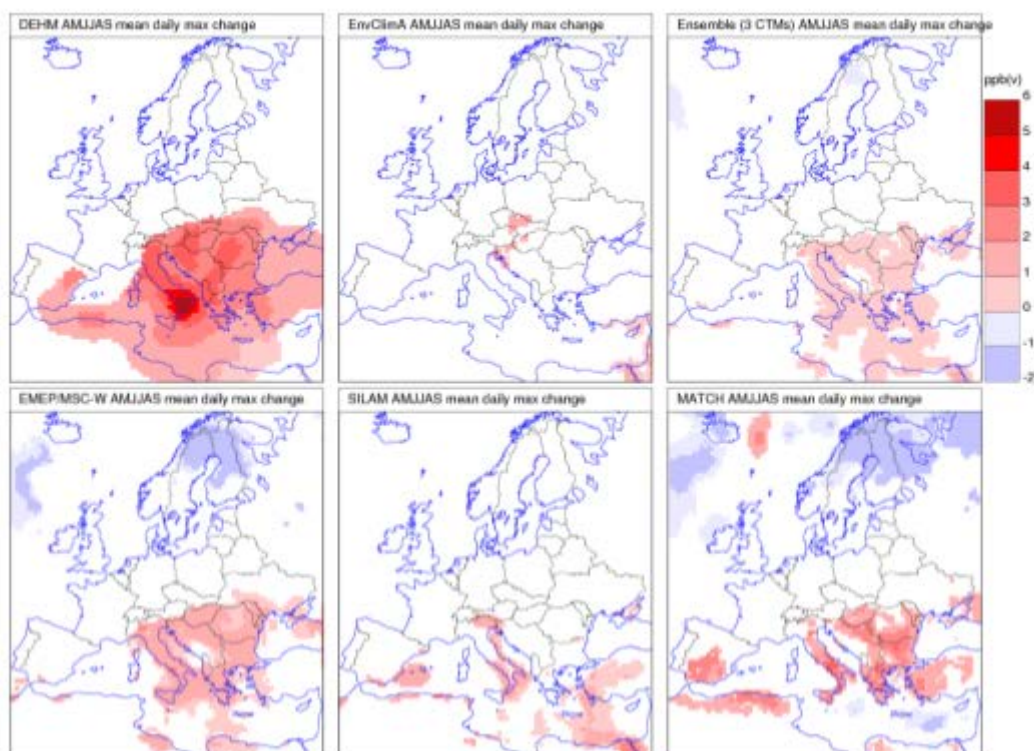 DEHM AMJJAS mean daily max change
EnvClimA AMJJAS mean daily max change
Ensemble (3 CTMs) AMJJAS mean daily max change
ppb(v)
6
5
4
3
2
1
0
-1
-2
EMEP/MSC-W AMJJAS mean daily max change
SILAM AMJJAS mean daily max change
MATCH AMJJAS mean daily max change